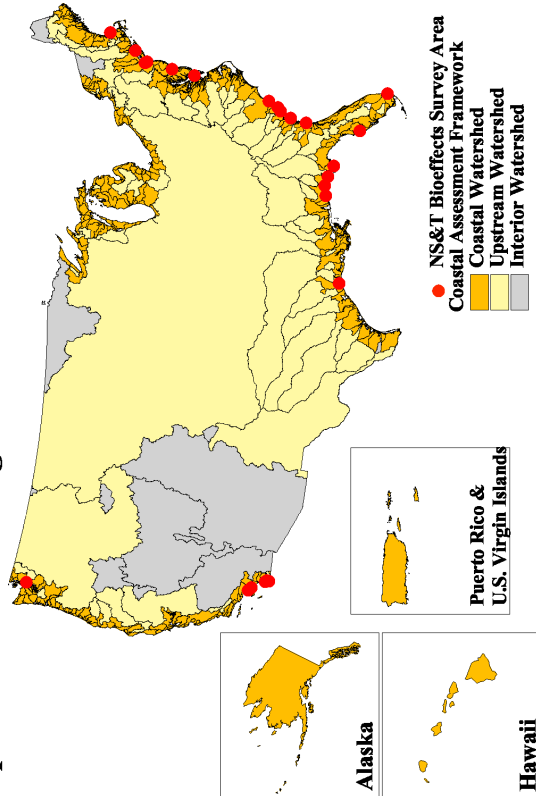 NS&T Bioeffects Survey Area
Coastal Assessment Framework
Coastal Watershed
Upstream Watershed
Interior Watershed
Puerto Rico &
U.S. Virgin Islands
Alaska
Hawaii